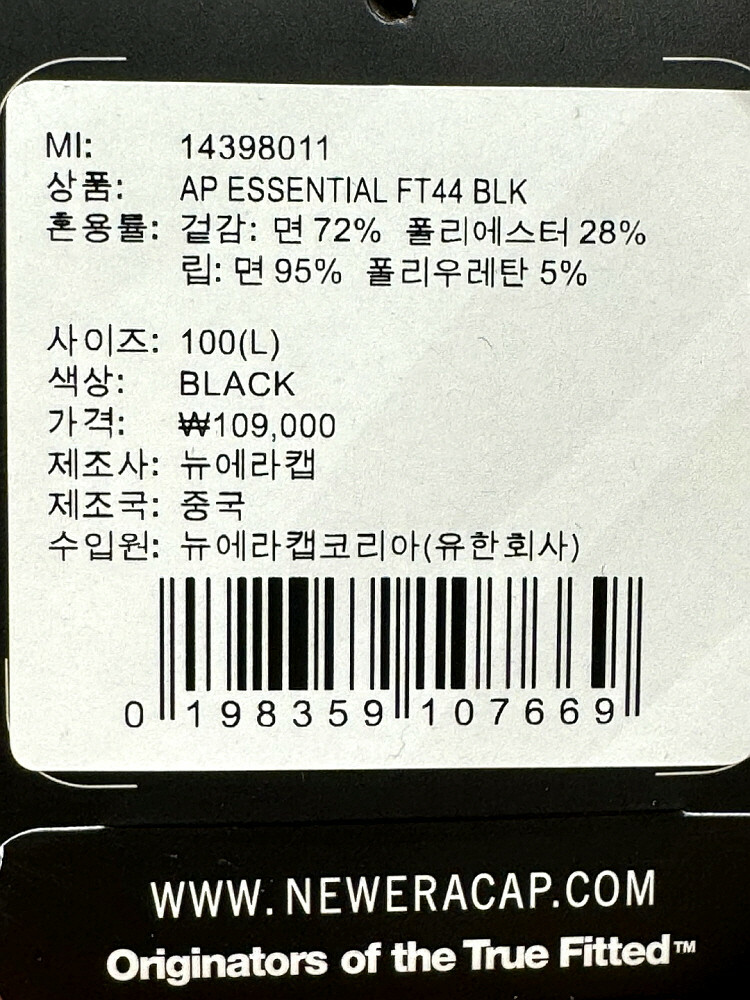 MI: 14398011
상품: AP ESSENTIAL FT44 BLK
혼용률: 겉감: 면 72% 폴리에스터 28%
립: 면 95% 폴리우레탄 5%
사이즈: 100(L)
색상: BLACK
가격: ₩109,000
제조사: 뉴에라캡
제조국: 중국
수입원: 뉴에라캡코리아(유한회사)
0 198359 107669
WWW.NEWERACAP.COM
Originators of the True Fitted™